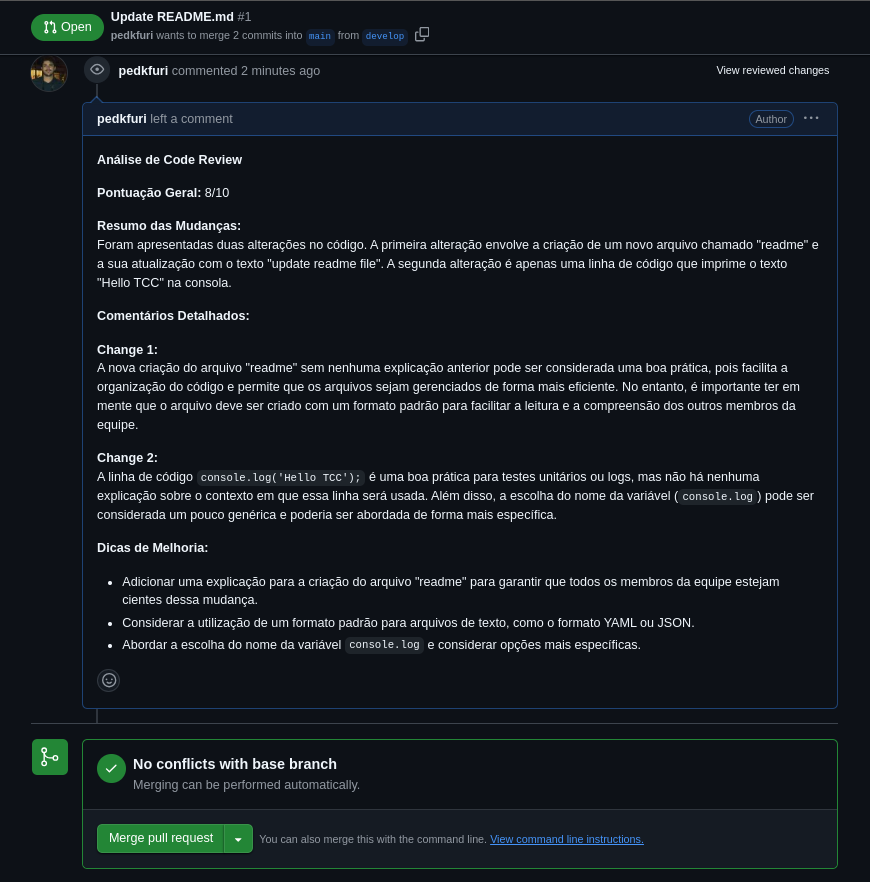 Open
Update README.md #1
pedkfuri wants to merge 2 commits into main from develop
pedkfuri commented 2 minutes ago
View reviewed changes
pedkfuri left a comment
Author
Análise de Code Review
Pontuação Geral: 8/10
Resumo das Mudanças:
Foram apresentadas duas alterações no código. A primeira alteração envolve a criação de um novo arquivo chamado "readme" e
a sua atualização com o texto "update readme file". A segunda alteração é apenas uma linha de código que imprime o texto
"Hello TCC" na consola.
Comentários Detalhados:
Change 1:
A nova criação do arquivo "readme" sem nenhuma explicação anterior pode ser considerada uma boa prática, pois facilita a
organização do código e permite que os arquivos sejam gerenciados de forma mais eficiente. No entanto, é importante ter em
mente que o arquivo deve ser criado com um formato padrão para facilitar a leitura e a compreensão dos outros membros da
equipe.
Change 2:
A linha de código console.log('Hello TCC'); é uma boa prática para testes unitários ou logs, mas não há nenhuma
explicação sobre o contexto em que essa linha será usada. Além disso, a escolha do nome da variável (console.log) pode ser
considerada um pouco genérica e poderia ser abordada de forma mais específica.
Dicas de Melhoria:
• Adicionar uma explicação para a criação do arquivo "readme" para garantir que todos os membros da equipe estejam
cientes dessa mudança.
• Considerar a utilização de um formato padrão para arquivos de texto, como o formato YAML ou JSON.
• Abordar a escolha do nome da variável console.log e considerar opções mais específicas.
No conflicts with base branch
Merging can be performed automatically.
Merge pull request
You can also merge this with the command line. View command line instructions.